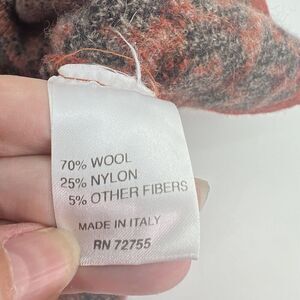 70% WOOL
25% NYLON
5% OTHER FIBERS
MADE IN ITALY
RN 72755